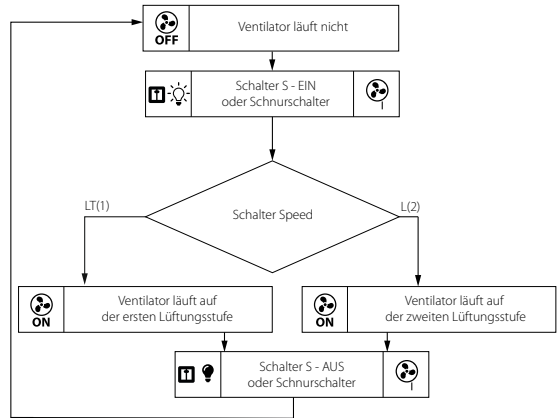 OFF
Ventilator läuft nicht
Schalter S - EIN
oder Schnurschalter
LT(1)
Schalter Speed
L(2)
ON
Ventilator läuft auf
der ersten Lüftungsstufe
ON
Ventilator läuft auf
der zweiten Lüftungsstufe
Schalter S - AUS
oder Schnurschalter